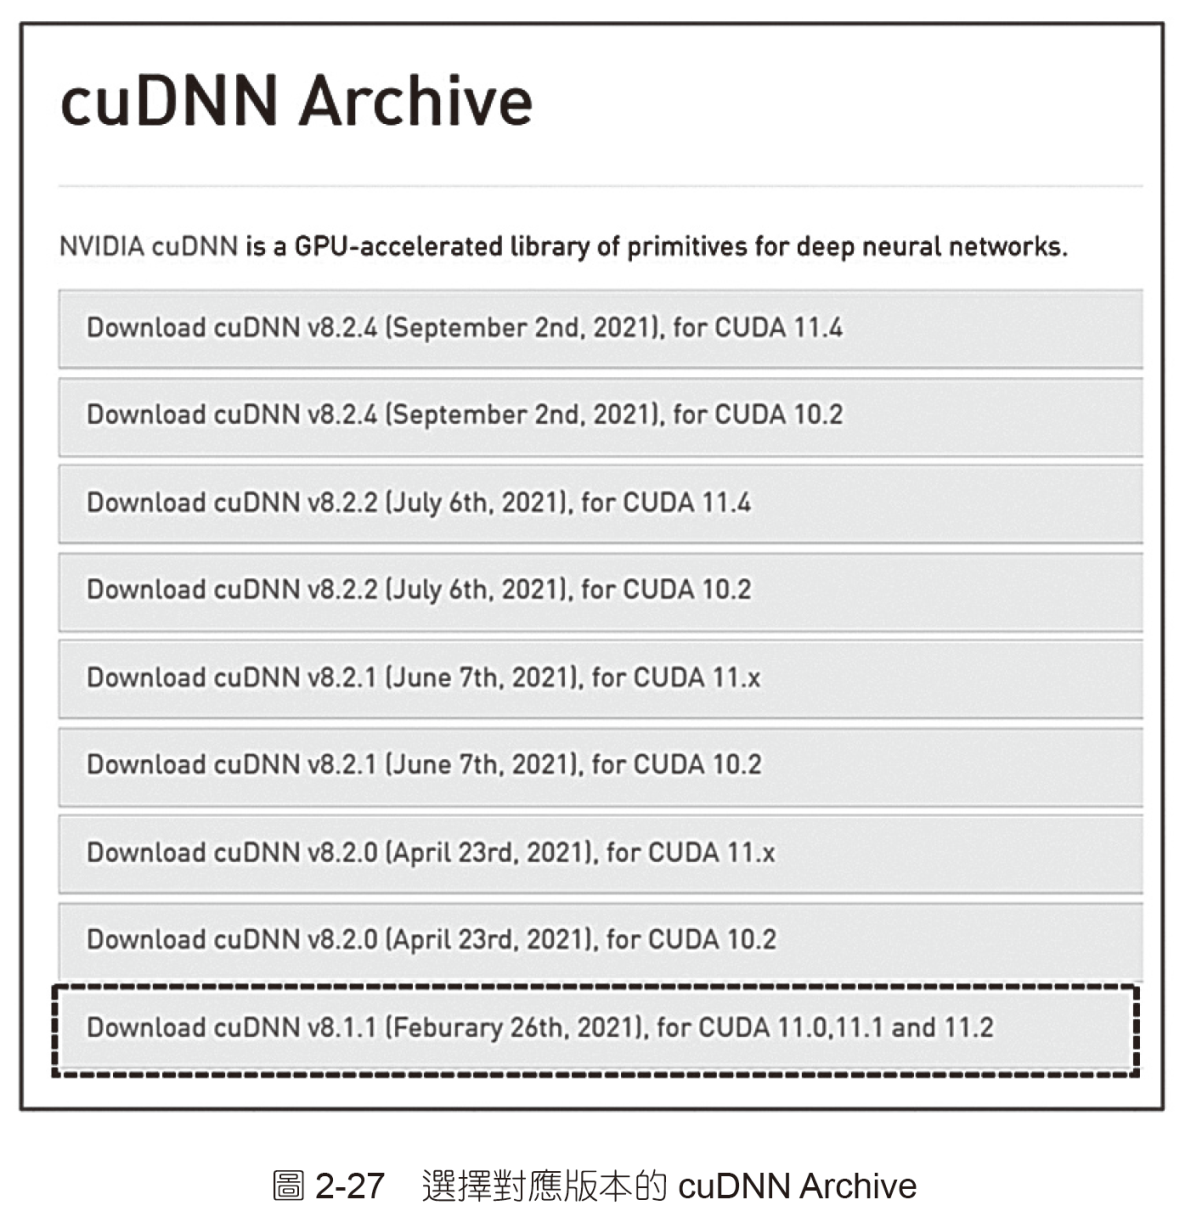 cuDNN Archive
NVIDIA cuDNN is a GPU-accelerated library of primitives for deep neural networks.
Download cuDNN v8.2.4 (September 2nd, 2021), for CUDA 11.4
Download cuDNN v8.2.4 (September 2nd, 2021), for CUDA 10.2
Download cuDNN v8.2.2 (July 6th, 2021), for CUDA 11.4
Download cuDNN v8.2.2 (July 6th, 2021), for CUDA 10.2
Download cuDNN v8.2.1 (June 7th, 2021), for CUDA 11.x
Download cuDNN v8.2.1 (June 7th, 2021), for CUDA 10.2
Download cuDNN v8.2.0 (April 23rd, 2021), for CUDA 11.x
Download cuDNN v8.2.0 (April 23rd, 2021), for CUDA 10.2
Download cuDNN v8.1.1 (Feburary 26th, 2021), for CUDA 11.0,11.1 and 11.2
圖 2-27 選擇對應版本的 cuDNN Archive